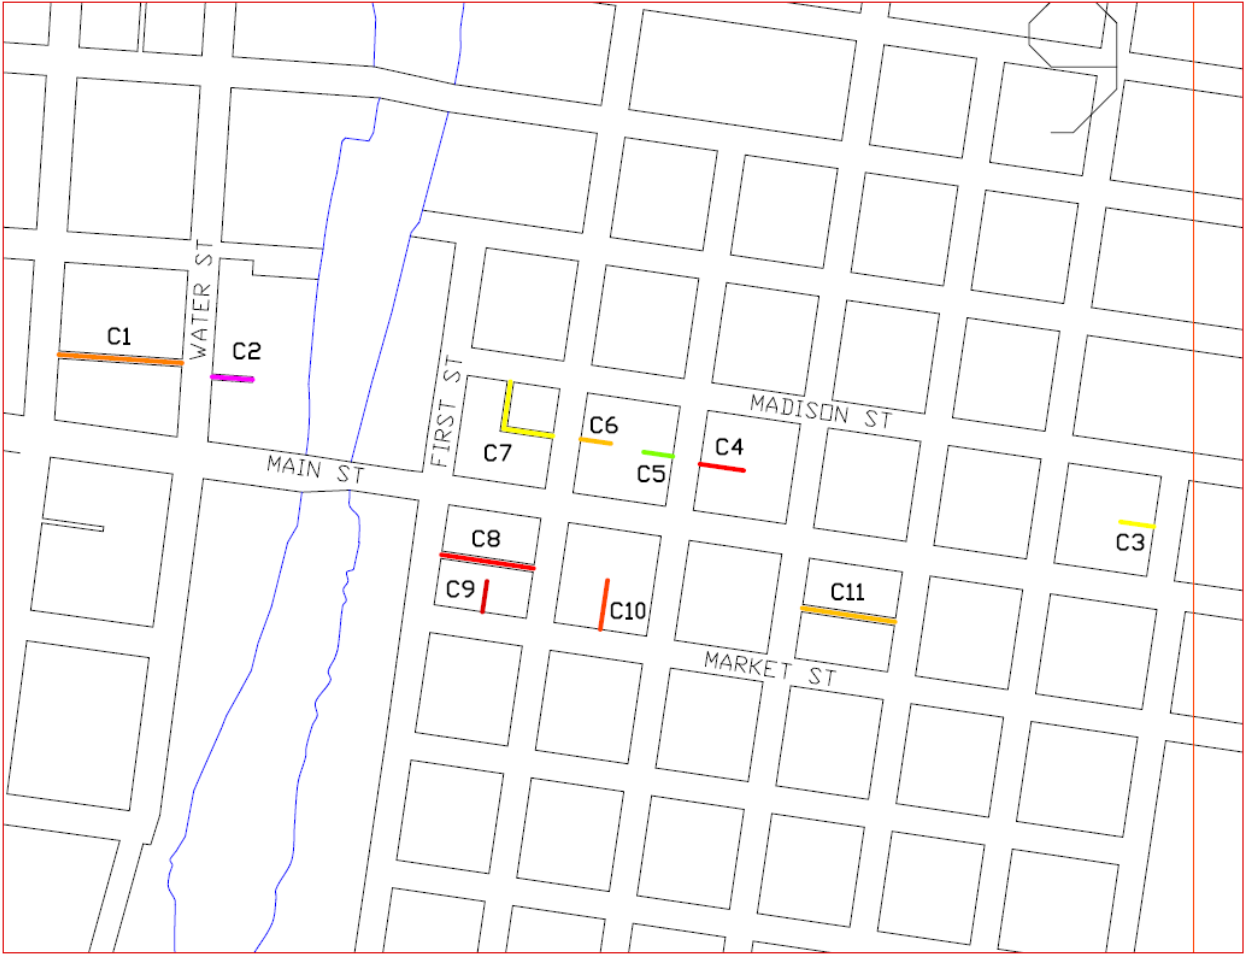 C1
WATER ST
C2
FIRST ST
MADISON ST
C6
C4
C7
C5
MAIN ST
C3
C8
C9
C10
C11
MARKET ST